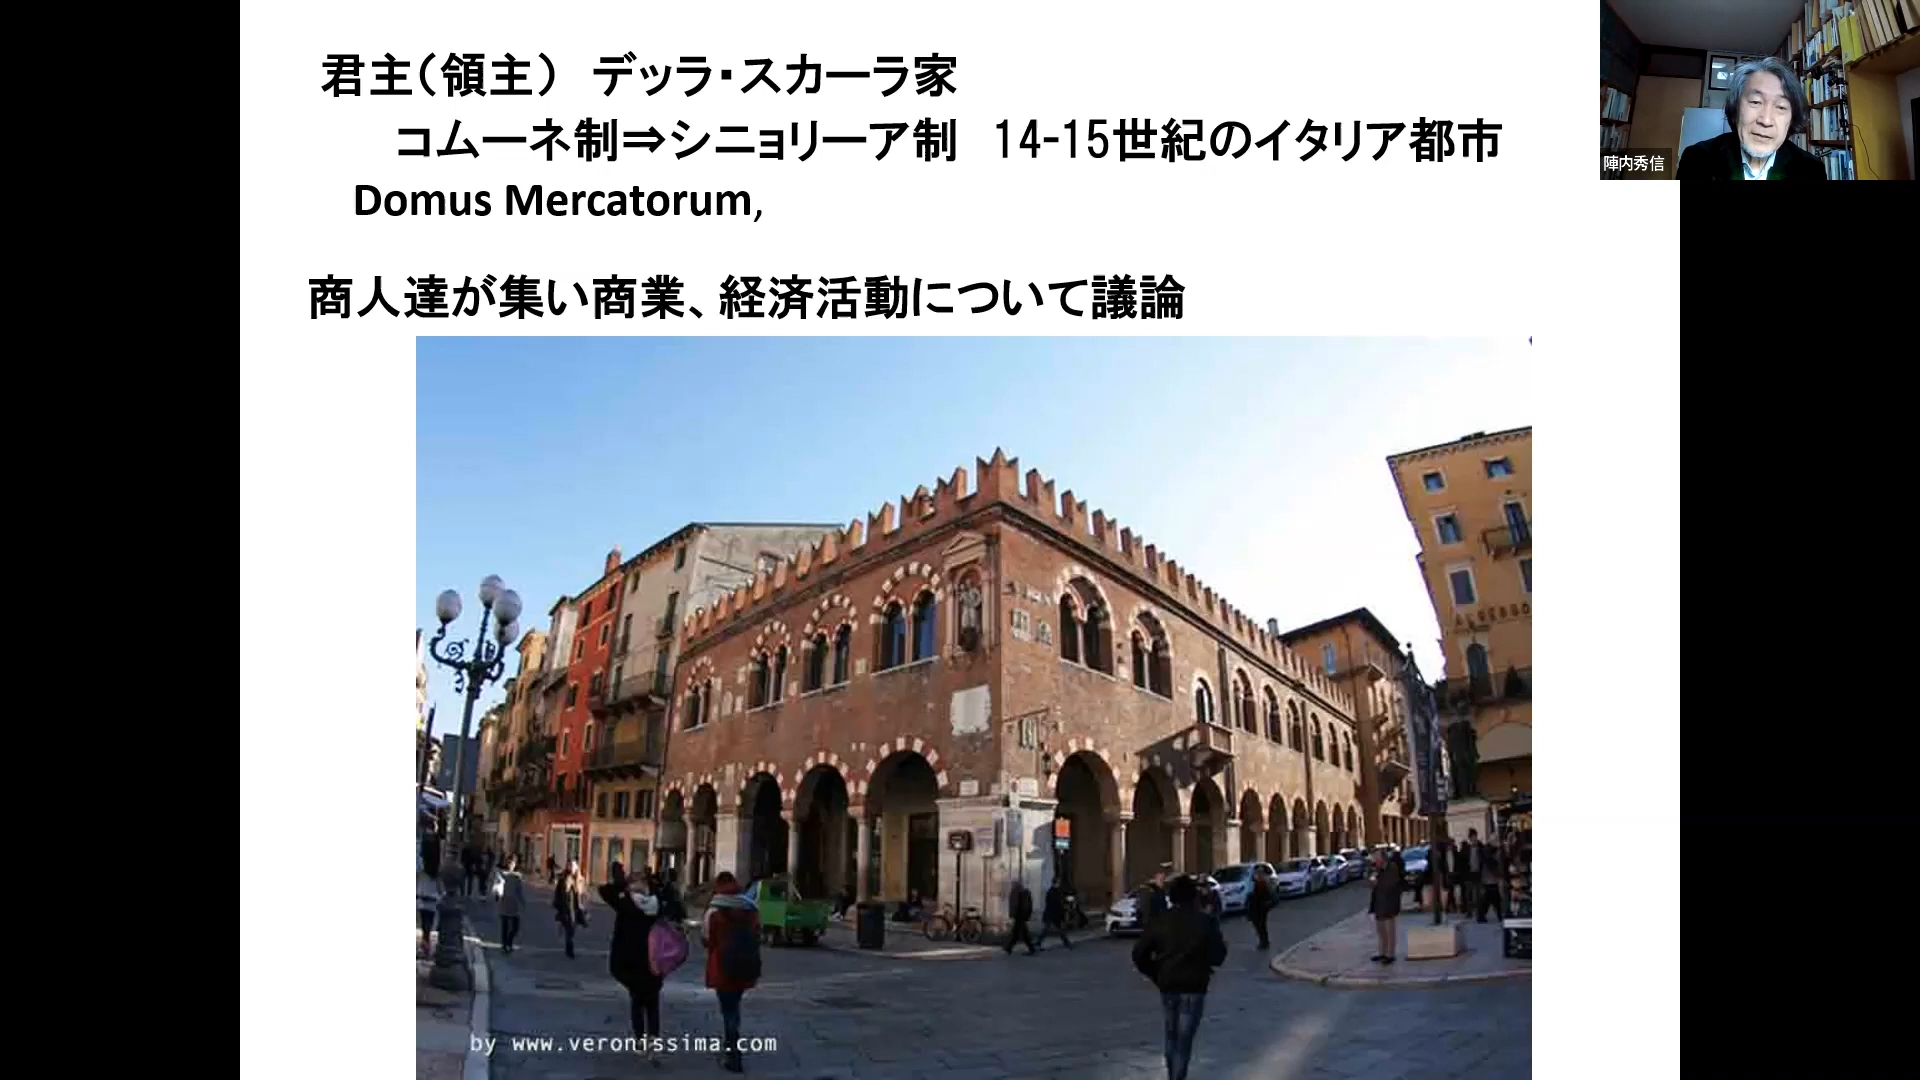 君主（領主）　デッラ・スカーラ家
コムーネ制⇒シニョリーア制　14-15世紀のイタリア都市
Domus Mercatorum,
商人達が集い商業、経済活動について議論
陣内秀信
ALBERGO
by www.veronissima.com